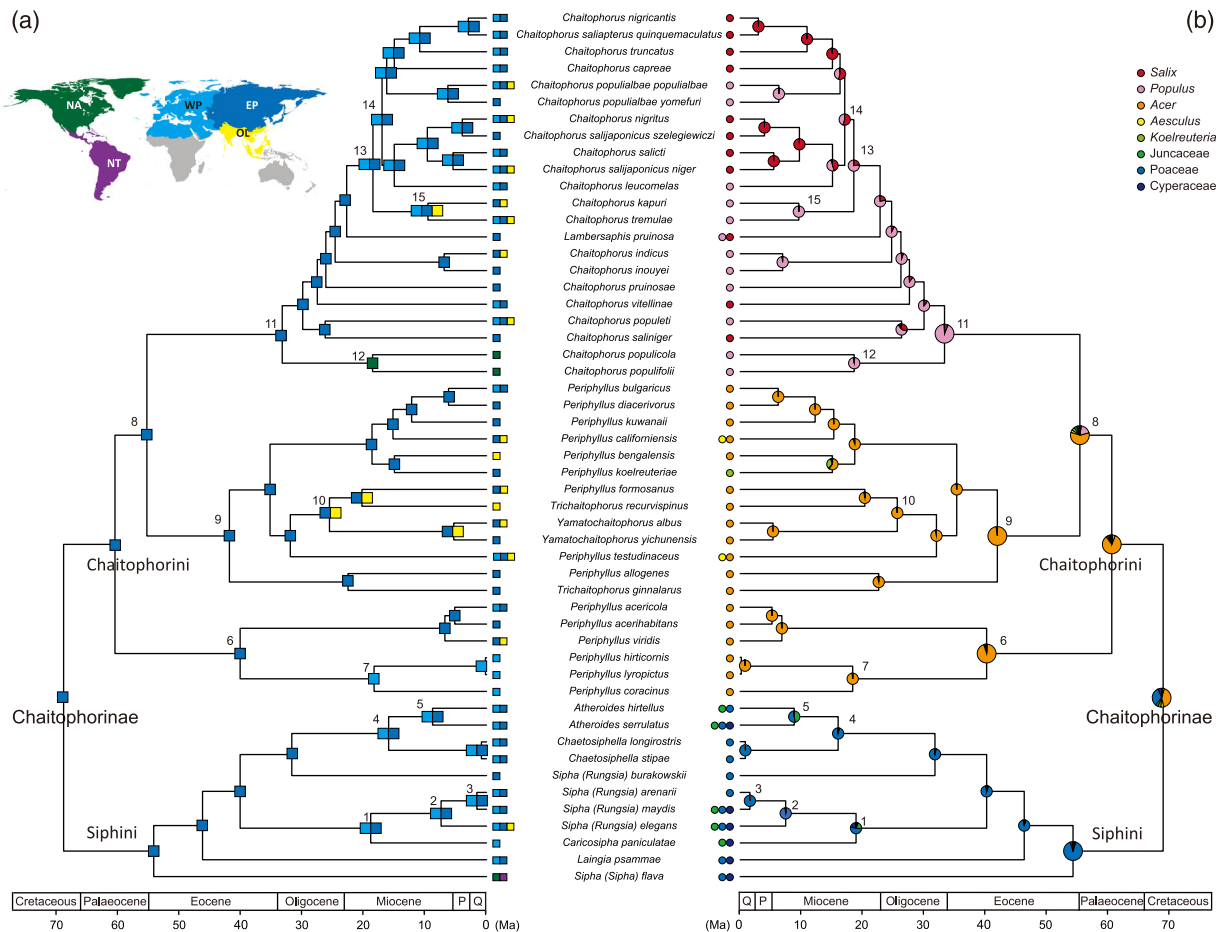 (a)
(b)
NA
WP
EP
OL
NT
Salix
Populus
Acer
Aesculus
Koelreuteria
Juncaceae
Poaceae
Cyperaceae
Chaitophorus nigricantis
Chaitophorus saliapterus quinquemaculatus
Chaitophorus truncatus
Chaitophorus capreae
Chaitophorus populialbae populialbae
Chaitophorus populialbae yomefuri
Chaitophorus nigritus
Chaitophorus salijaponicus szelegiewiczi
Chaitophorus salicti
Chaitophorus salijaponicus niger
Chaitophorus leucomelas
Chaitophorus kapuri
Chaitophorus tremulae
Lambersaphis pruinosa
Chaitophorus indicus
Chaitophorus inouyei
Chaitophorus pruinosae
Chaitophorus vitellinae
Chaitophorus populeti
Chaitophorus saliniger
Chaitophorus populicola
Chaitophorus populifolii
Periphyllus bulgaricus
Periphyllus diacerivorus
Periphyllus kuwanaii
Periphyllus californiensis
Periphyllus bengalensis
Periphyllus koelreuteriae
Periphyllus formosanus
Trichaitophorus recurvispinus
Yamatochaitophorus albus
Yamatochaitophorus yichunensis
Periphyllus testudinaceus
Periphyllus allogenes
Trichaitophorus ginnalarus
Periphyllus acericola
Periphyllus acerihabitans
Periphyllus viridis
Periphyllus hirticornis
Periphyllus lyropictus
Periphyllus coracinus
Atheroides hirtellus
Atheroides serrulatus
Chaetosiphella longirostris
Chaetosiphella stipae
Sipha (Rungsia) burakowskii
Sipha (Rungsia) arenarii
Sipha (Rungsia) maydis
Sipha (Rungsia) elegans
Caricosipha paniculatae
Laingia psammae
Sipha (Sipha) flava
14
13
15
11
12
8
10
9
Chaitophorini
6
7
Chaitophorinae
5
4
3
2
1
Siphini
14
13
15
11
12
8
10
9
Chaitophorini
6
7
Chaitophorinae
5
4
3
2
1
Siphini
Cretaceous Palaeocene Eocene Oligocene Miocene P Q
70 60 50 40 30 20 10 0 (Ma)
Q P Miocene Oligocene Eocene Palaeocene Cretaceous
(Ma) 0 10 20 30 40 50 60 70